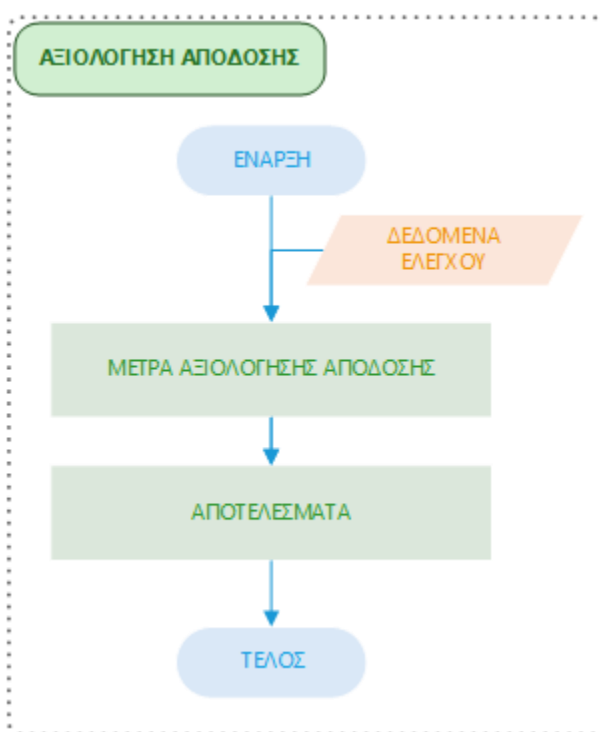 ΑΞΙΟΛΟΓΗΣΗ ΑΠΟΔΟΣΗΣ
ΕΝΑΡΞΗ
ΔΕΔΟΜΕΝΑ
ΕΛΕΓΧΟΥ
ΜΕΤΡΑ ΑΞΙΟΛΟΓΗΣΗΣ ΑΠΟΔΟΣΗΣ
ΑΠΟΤΕΛΕΣΜΑΤΑ
ΤΕΛΟΣ